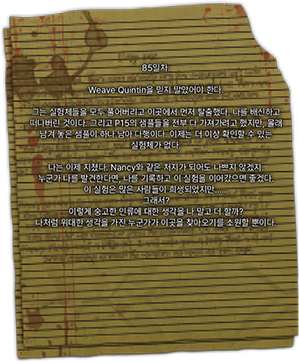 85일차.
Weave Quintin을 믿지 말았어야 한다.
그는 실험체들을 모두 풀어버리고 이곳에서 먼저 탈출했다. 나를 배신하고
떠나버린 것이다. 그리고 P15의 샘플들을 전부 다 가져가려고 했지만, 몰래
남겨 놓은 샘플이 하나 남아 다행이다. 이제는 더 이상 확인할 수 있는
실험체가 없다.
나는 이제 지쳤다. Nancy와 같은 처지가 되어도 나쁘지 않겠지.
누군가 나를 발견한다면, 나를 기록하고 이 실험을 이어갔으면 좋겠다.
이 실험은 많은 사람들이 희생되었지만......
그래서?
이렇게 숭고한 인류에 대한 생각을 나 말고 더 할까?
나처럼 위대한 생각을 가진 누군가가 이곳을 찾아오기를 소원할 뿐이다.